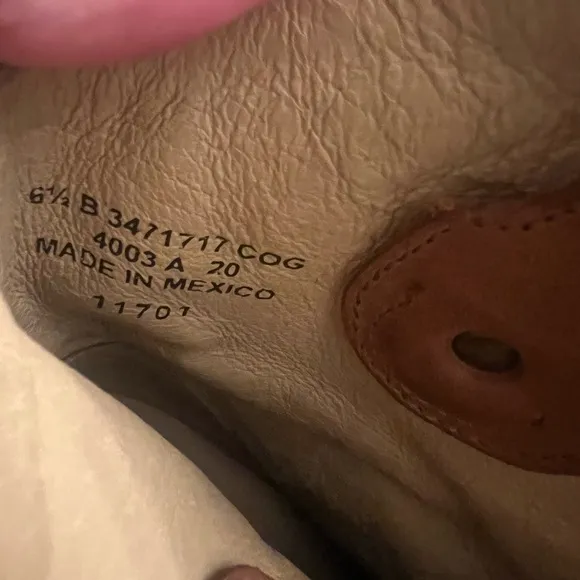 6½ B 3471717 COG
4003 A 20
MADE IN MEXICO
11701